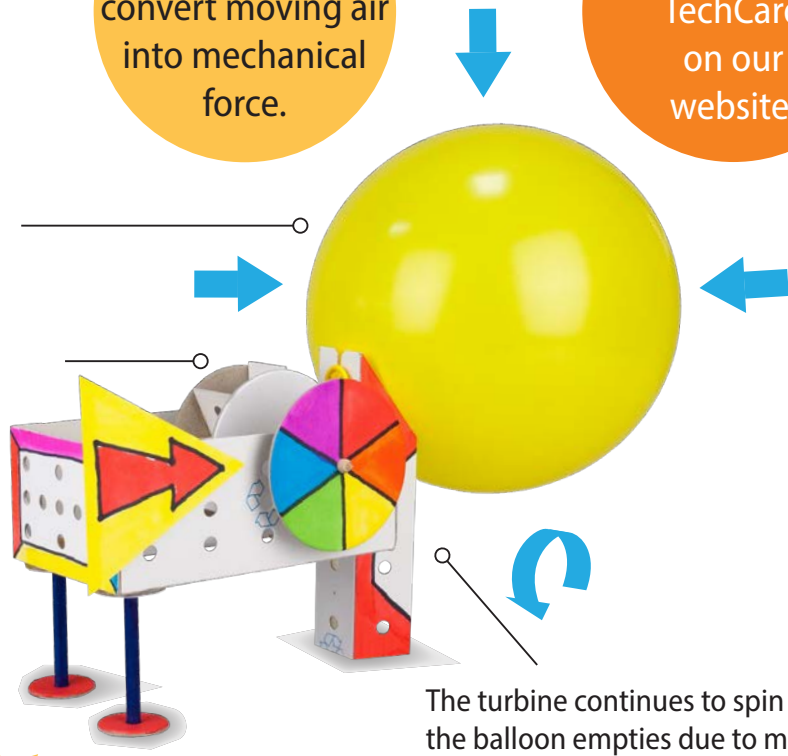 convert moving air
into mechanical
force.
TechCard
on our
website
The turbine continues to spin
the balloon empties due to m